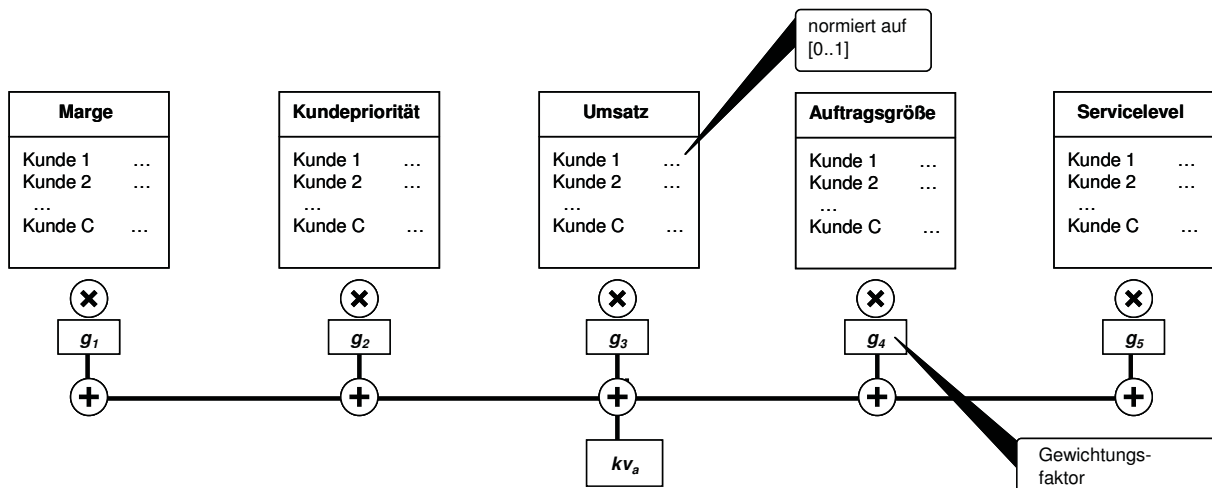 normiert auf
[0..1]
Marge
Kunde 1 ...
Kunde 2 ...
...
Kunde C ...
Kundepriorität
Kunde 1 ...
Kunde 2 ...
...
Kunde C ...
Umsatz
Kunde 1 ...
Kunde 2 ...
...
Kunde C ...
Auftragsgröße
Kunde 1 ...
Kunde 2 ...
...
Kunde C ...
Servicelevel
Kunde 1 ...
Kunde 2 ...
...
Kunde C ...
g1
g2
g3
g4
g5
kva
Gewichtungs-
faktor